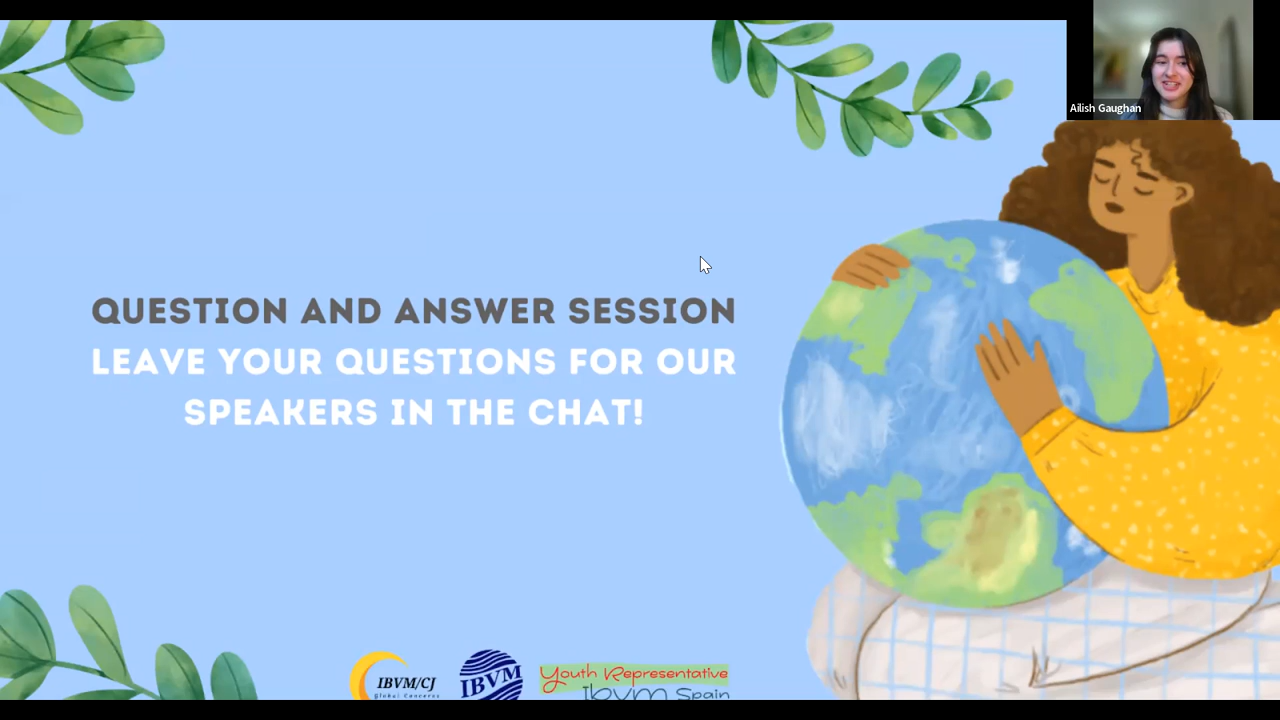 Ailish Gaughan
QUESTION AND ANSWER SESSION
LEAVE YOUR QUESTIONS FOR OUR
SPEAKERS IN THE CHAT!
IBVM/CJ
Global Concerns
IBVM
Youth Representative
Ibvm Spain